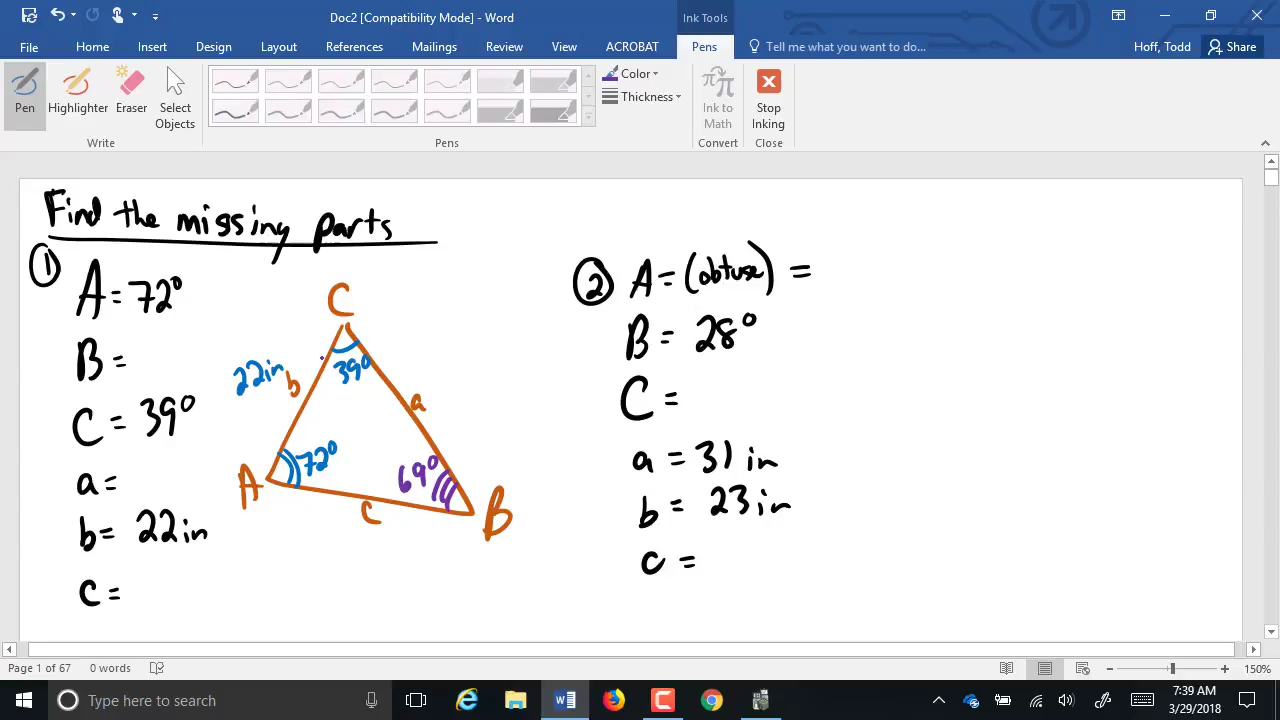 Doc2 [Compatibility Mode] - Word
Ink Tools
File Home Insert Design Layout References Mailings Review View ACROBAT Pens Tell me what you want to do... Hoff, Todd Share
Pen Highlighter Eraser Select Objects
Color
Thickness
Ink to Math
Stop Inking
Write Pens Convert Close
Find the missing parts
1
A = 72°
B =
C = 39°
a =
b = 22in
c =
C
22in b
39°
a
A
72°
69°
c
B
2 A = (obtuse) =
B = 28°
C =
a = 31 in
b = 23 in
c =
Page 1 of 67 0 words
150%
Type here to search
7:39 AM
3/29/2018